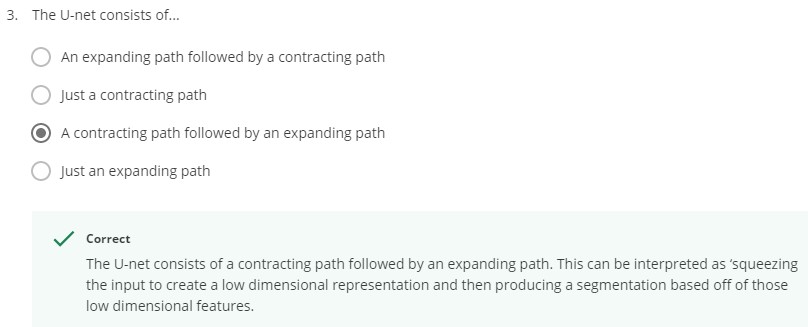 3. The U-net consists of...
An expanding path followed by a contracting path
Just a contracting path
A contracting path followed by an expanding path
Just an expanding path
Correct
The U-net consists of a contracting path followed by an expanding path. This can be interpreted as ‘squeezing
the input to create a low dimensional representation and then producing a segmentation based off of those
low dimensional features.